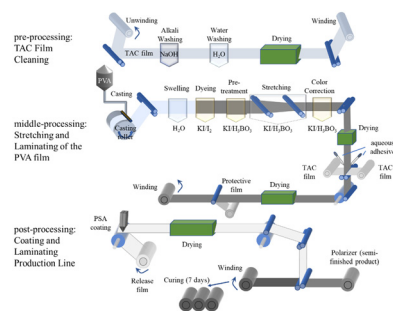 pre-processing:
TAC Film
Cleaning
Unwinding
TAC film
Alkali
Washing
NaOH
Water
Washing
H₂O
Drying
Winding
middle-processing:
Stretching and
Laminating of the
PVA film
PVA
Casting
Casting
roller
Swelling
H₂O
Dyeing
KI/I₂
Pre-
treatment
KI/H₃BO₃
Stretching
KI/H₃BO₃
Color
Correction
KI/H₃BO₃
Drying
aqueous
adhesive
TAC
film
TAC
film
Winding
Protective
film
Drying
post-processing:
Coating and
Laminating
Production Line
PSA
coating
Drying
Release
film
Curing (7 days)
Winding
Polarizer (semi-
finished product)